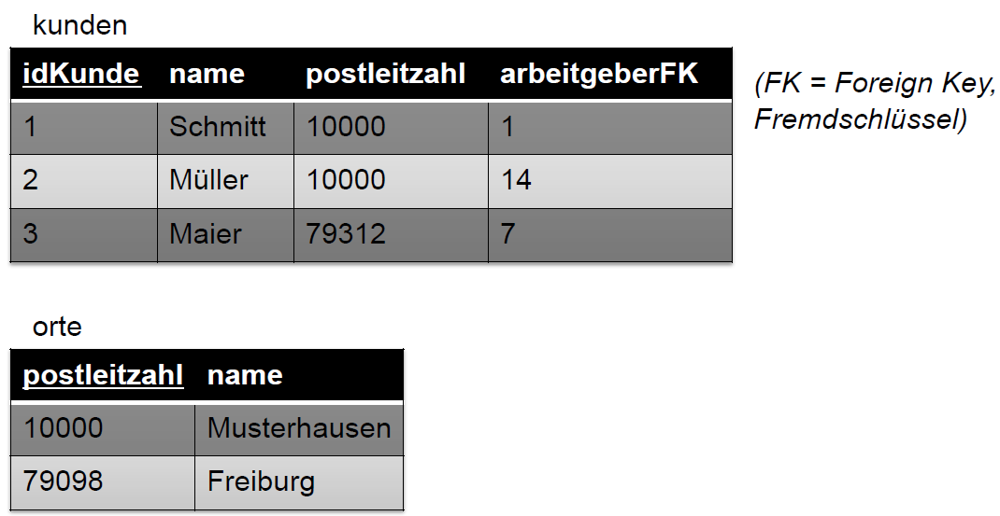 kunden
idKunde name postleitzahl arbeitgeberFK
1 Schmitt 10000 1
2 Müller 10000 14
3 Maier 79312 7
(FK = Foreign Key,
Fremdschlüssel)
orte
postleitzahl name
10000 Musterhausen
79098 Freiburg